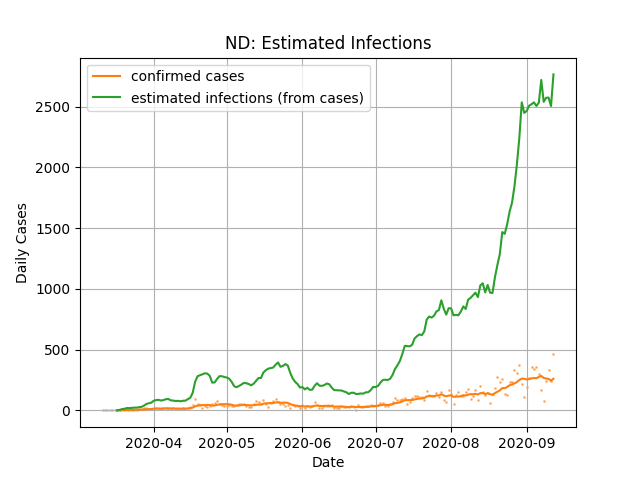 ND: Estimated Infections
confirmed cases
estimated infections (from cases)
Daily Cases
2500
2000
1500
1000
500
0
2020-04 2020-05 2020-06 2020-07 2020-08 2020-09
Date